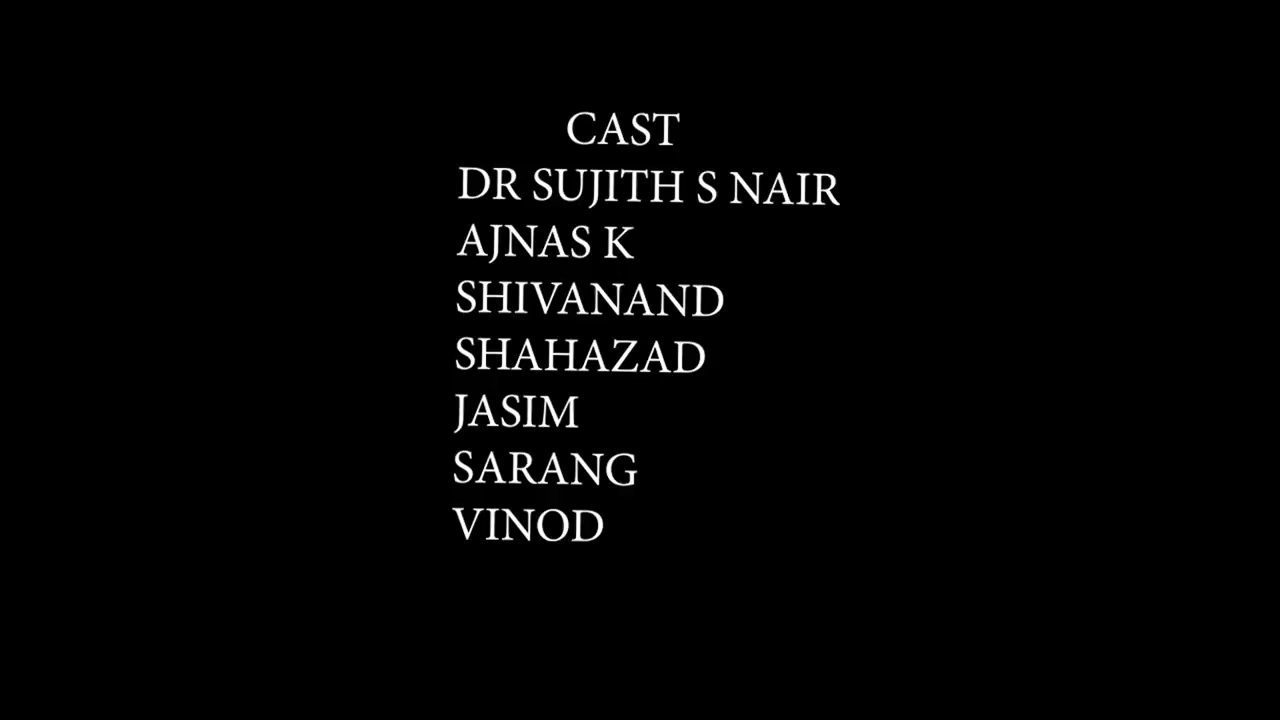 CAST
DR SUJITH S NAIR
AJNAS K
SHIVANAND
SHAHAZAD
JASIM
SARANG
VINOD